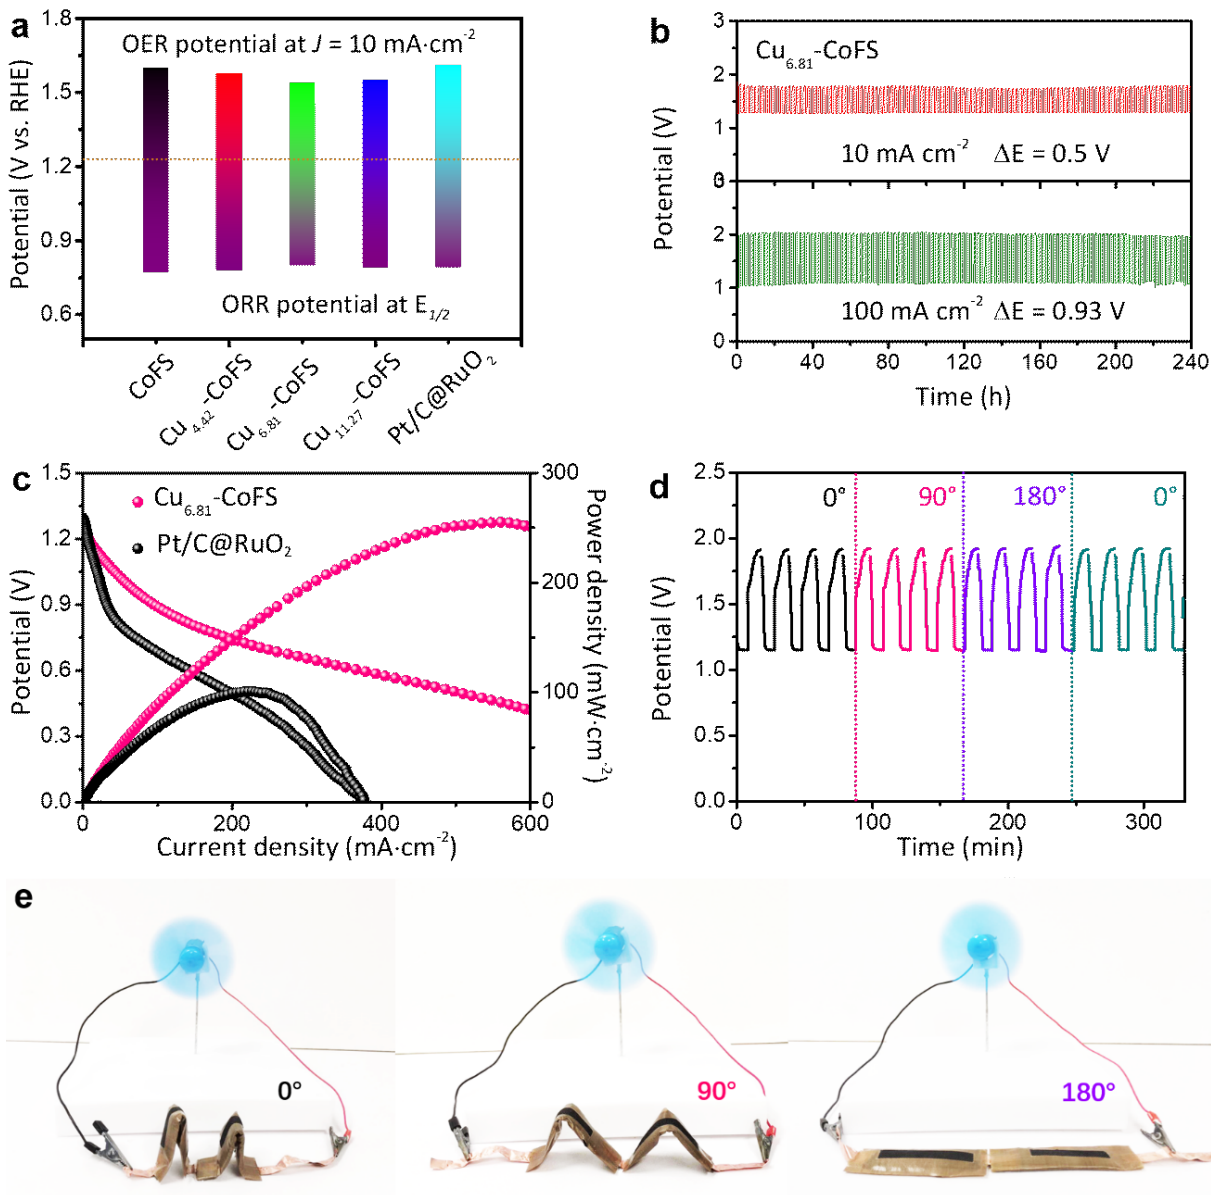 a
1.8
1.5
1.2
0.9
0.6
Potential (V vs. RHE)
OER potential at J = 10 mA·cm⁻²
ORR potential at E1/2
CoFS
Cu4.42-CoFS
Cu6.81-CoFS
Cu11.27-CoFS
Pt/C@RuO2
b
3
2
1
0
3
2
1
0
Potential (V)
Cu6.81-CoFS
10 mA cm⁻² ΔE = 0.5 V
100 mA cm⁻² ΔE = 0.93 V
0 40 80 120 160 200 240
Time (h)
c
1.5
1.2
0.9
0.6
0.3
0.0
Potential (V)
Cu6.81-CoFS
Pt/C@RuO2
300
200
100
0
Power density (mW·cm⁻²)
0 200 400 600
Current density (mA·cm⁻²)
d
2.5
2.0
1.5
1.0
0.5
0.0
Potential (V)
0° 90° 180° 0°
0 100 200 300
Time (min)
e
0°
90°
180°